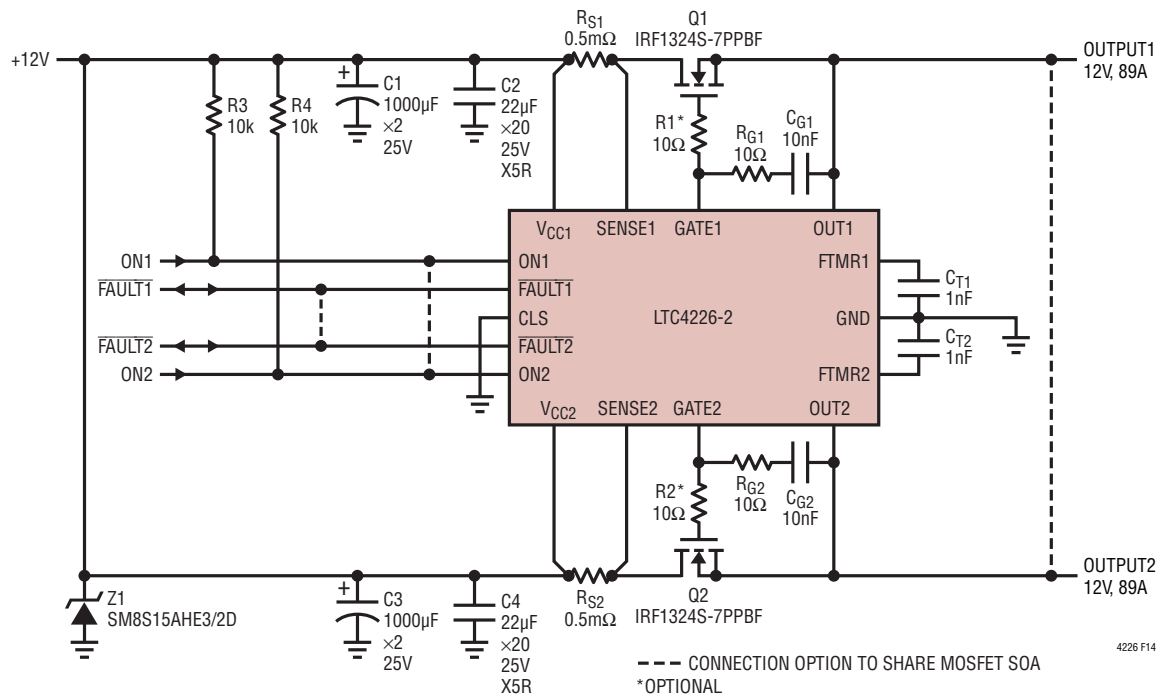 RS1
0.5mΩ
Q1
IRF1324S-7PPBF
+12V
OUTPUT1
12V, 89A
R3
10k
R4
10k
+
C1
1000µF
×2
25V
C2
22µF
×20
25V
X5R
R1*
10Ω
RG1
10Ω
CG1
10nF
VCC1
SENSE1
GATE1
OUT1
ON1
FAULT1
FAULT2
ON2
ON1
FAULT1
CLS
FAULT2
ON2
LTC4226-2
FTMR1
GND
FTMR2
CT1
1nF
CT2
1nF
VCC2
SENSE2
GATE2
OUT2
R2*
10Ω
RG2
10Ω
CG2
10nF
Z1
SM8S15AHE3/2D
+
C3
1000µF
×2
25V
C4
22µF
×20
25V
X5R
RS2
0.5mΩ
Q2
IRF1324S-7PPBF
OUTPUT2
12V, 89A
4226 F14
CONNECTION OPTION TO SHARE MOSFET SOA
*OPTIONAL